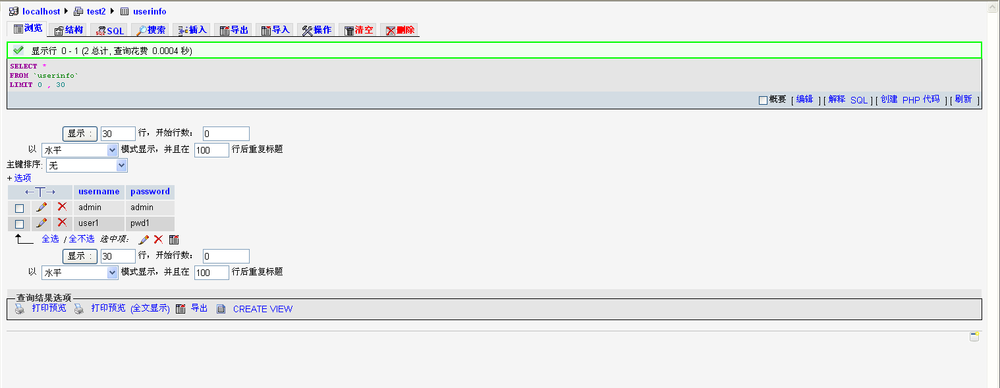 localhost test2 userinfo
浏览 结构 SQL 搜索 插入 导出 导入 操作 清空 删除
显示行 0 - 1 (2 总计, 查询花费 0.0004 秒)
SELECT *
FROM `userinfo`
LIMIT 0 , 30
概要 [ 编辑 ] [ 解释 SQL ] [ 创建 PHP 代码 ] [ 刷新 ]
显示 : 30 行，开始行数： 0
以 水平 模式显示，并且在 100 行后重复标题
主键排序: 无
+ 选项
←T→ username password
admin admin
user1 pwd1
全选 / 全不选 选中项:
显示 : 30 行，开始行数： 0
以 水平 模式显示，并且在 100 行后重复标题
查询结果选项
打印预览 打印预览 (全文显示) 导出 CREATE VIEW